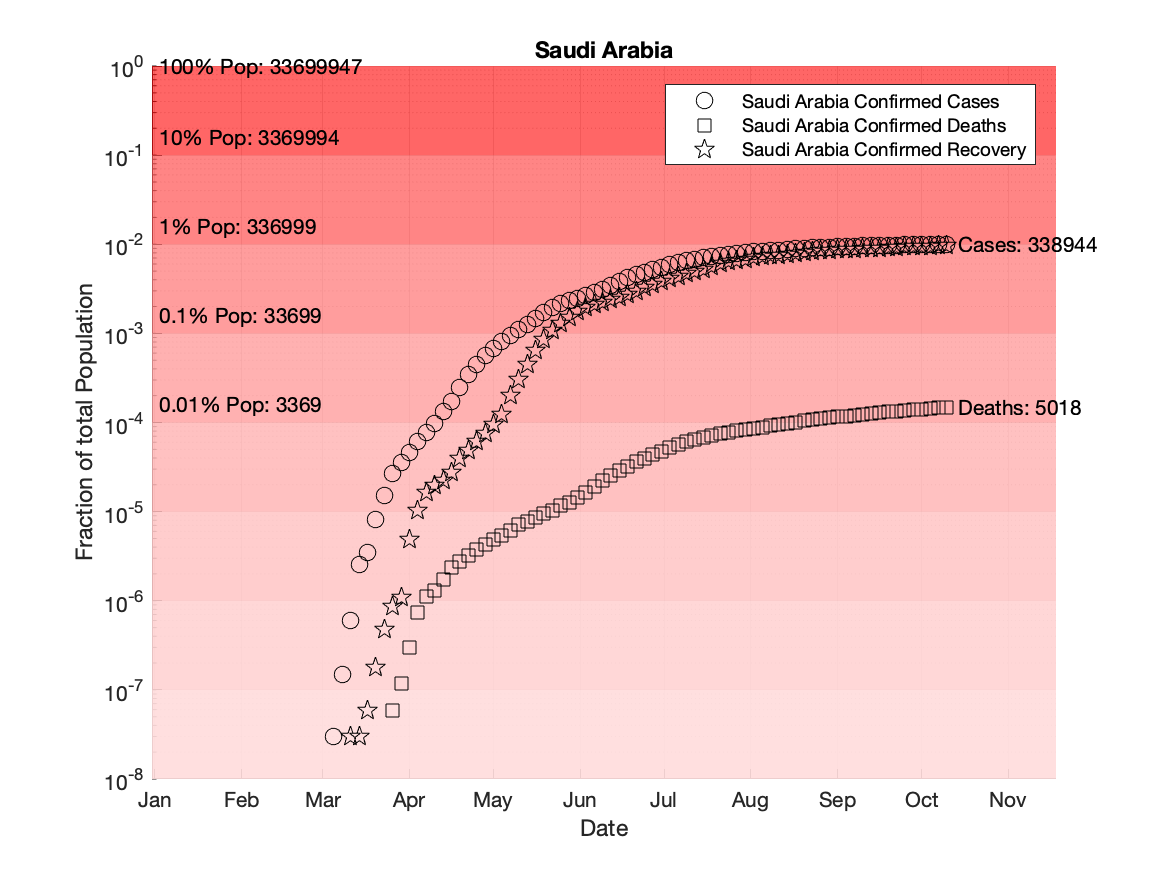 Saudi Arabia
10^0
100% Pop: 33699947
Saudi Arabia Confirmed Cases
Saudi Arabia Confirmed Deaths
Saudi Arabia Confirmed Recovery
10% Pop: 3369994
10^-1
1% Pop: 336999
10^-2
Cases: 338944
0.1% Pop: 33699
10^-3
0.01% Pop: 3369
Deaths: 5018
10^-4
10^-5
10^-6
10^-7
10^-8
Fraction of total Population
Jan Feb Mar Apr May Jun Jul Aug Sep Oct Nov
Date